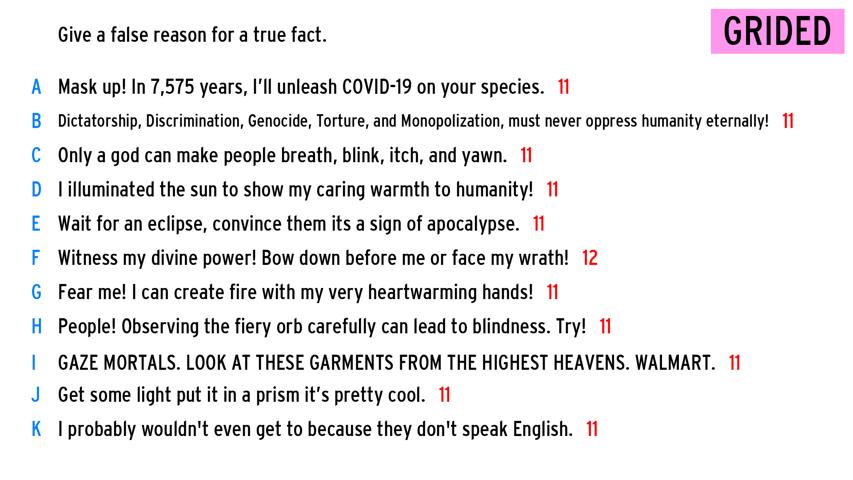 Give a false reason for a true fact.
GRIDED
A Mask up! In 7,575 years, I'll unleash COVID-19 on your species. 11
B Dictatorship, Discrimination, Genocide, Torture, and Monopolization, must never oppress humanity eternally! 11
C Only a god can make people breath, blink, itch, and yawn. 11
D I illuminated the sun to show my caring warmth to humanity! 11
E Wait for an eclipse, convince them its a sign of apocalypse. 11
F Witness my divine power! Bow down before me or face my wrath! 12
G Fear me! I can create fire with my very heartwarming hands! 11
H People! Observing the fiery orb carefully can lead to blindness. Try! 11
I GAZE MORTALS. LOOK AT THESE GARMENTS FROM THE HIGHEST HEAVENS. WALMART. 11
J Get some light put it in a prism it's pretty cool. 11
K I probably wouldn't even get to because they don't speak English. 11